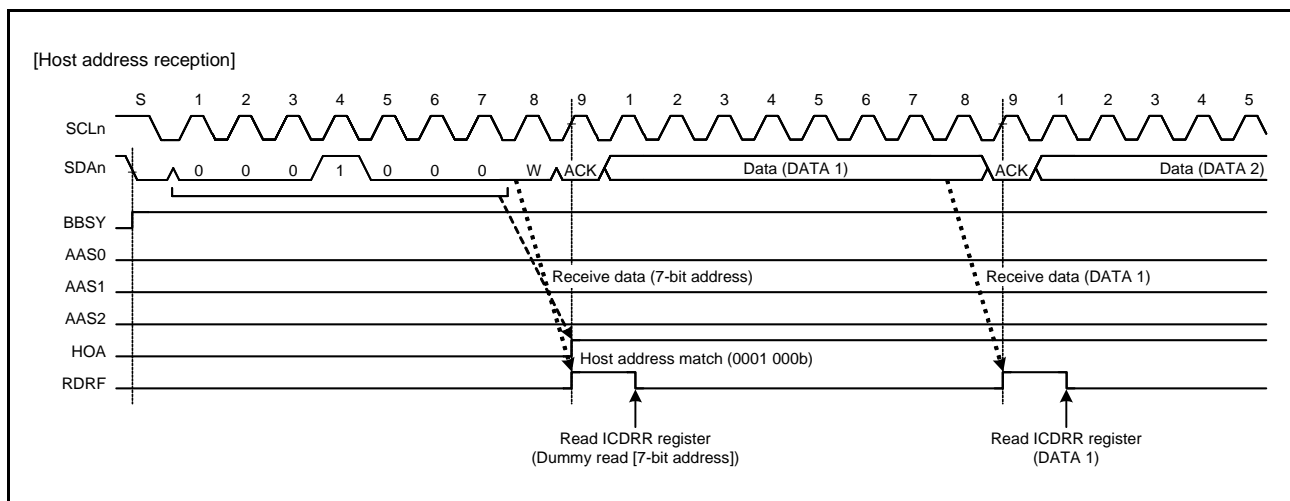 [Host address reception]
S 1 2 3 4 5 6 7 8 9 1 2 3 4 5 6 7 8 9 1 2 3 4 5
SCLn
SDAn 0 0 0 1 0 0 0 W ACK Data (DATA 1) ACK Data (DATA 2)
BBSY
AAS0
AAS1 Receive data (7-bit address) Receive data (DATA 1)
AAS2
HOA
Host address match (0001 000b)
RDRF
Read ICDRR register
(Dummy read [7-bit address])
Read ICDRR register
(DATA 1)